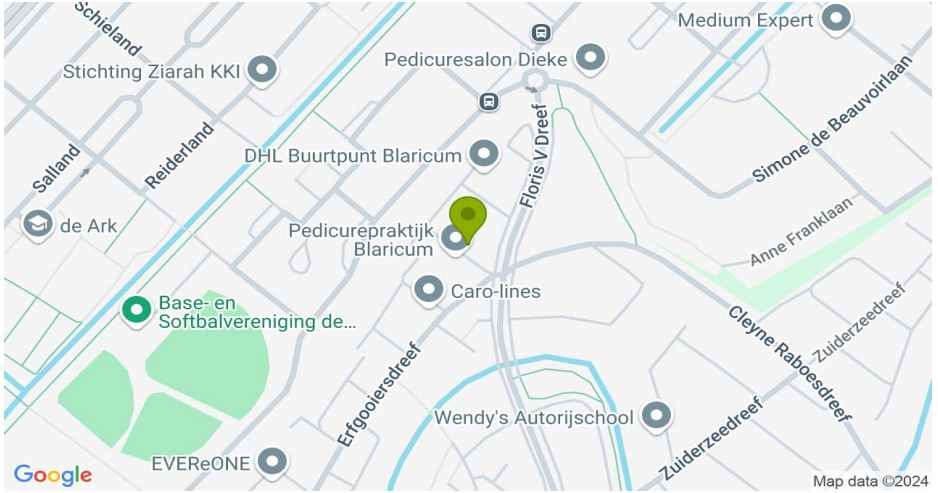 Schieland
Medium Expert
Pedicuresalon Dieke
Stichting Ziarah KKI
Simone de Beauvoirlaan
Reiderland
Salland
DHL Buurtpunt Blaricum
Floris V Dreef
de Ark
Pedicurepraktijk
Blaricum
Anne Franklaan
Caro-lines
Base- en
Softbalvereniging de...
Cleyne Raboesdreef
Zuiderzeedreef
Erfgooiersdreef
Wendy's Autorijschool
Zuiderzeedreef
EVEReONE
Google
Map data ©2024